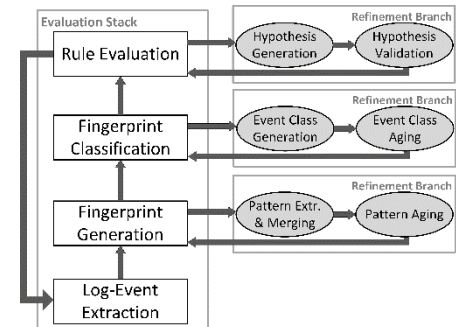 Evaluation Stack
Rule Evaluation
Fingerprint
Classification
Fingerprint
Generation
Log-Event
Extraction
Refinement Branch
Hypothesis
Generation
Hypothesis
Validation
Refinement Branch
Event Class
Generation
Event Class
Aging
Refinement Branch
Pattern Extr.
& Merging
Pattern Aging